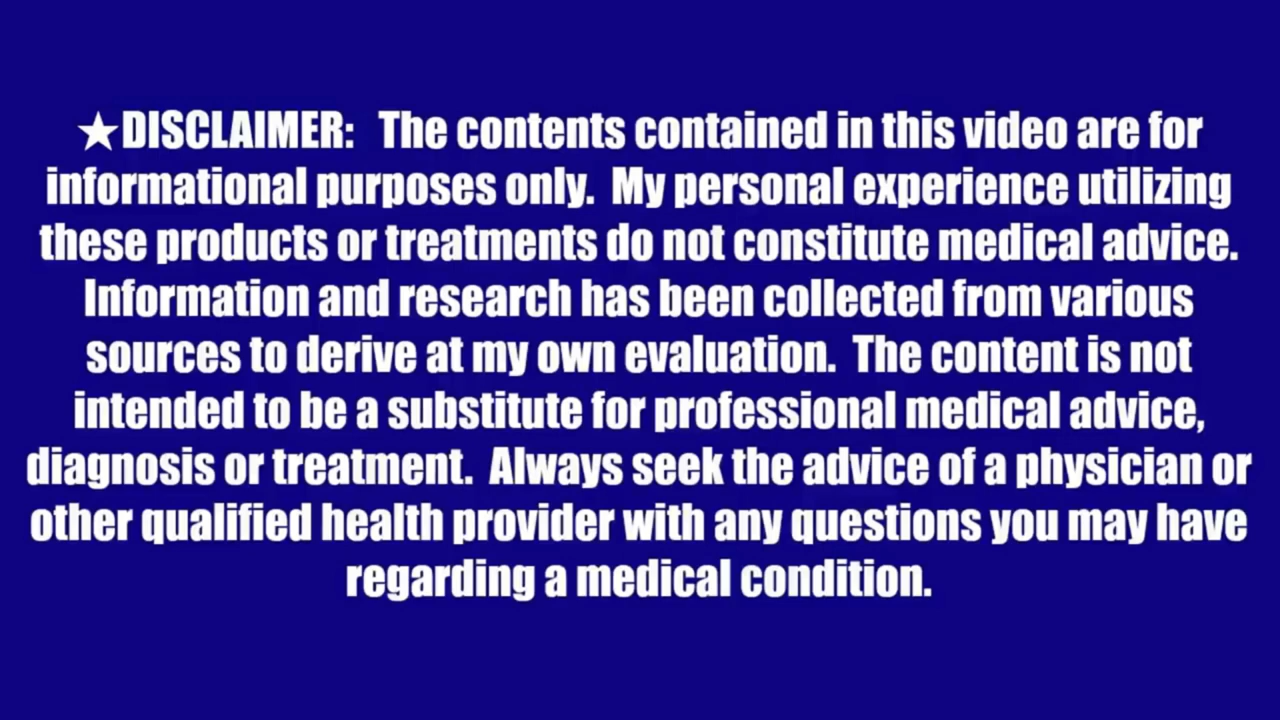 ★DISCLAIMER: The contents contained in this video are for
informational purposes only. My personal experience utilizing
these products or treatments do not constitute medical advice.
Information and research has been collected from various
sources to derive at my own evaluation. The content is not
intended to be a substitute for professional medical advice,
diagnosis or treatment. Always seek the advice of a physician or
other qualified health provider with any questions you may have
regarding a medical condition.